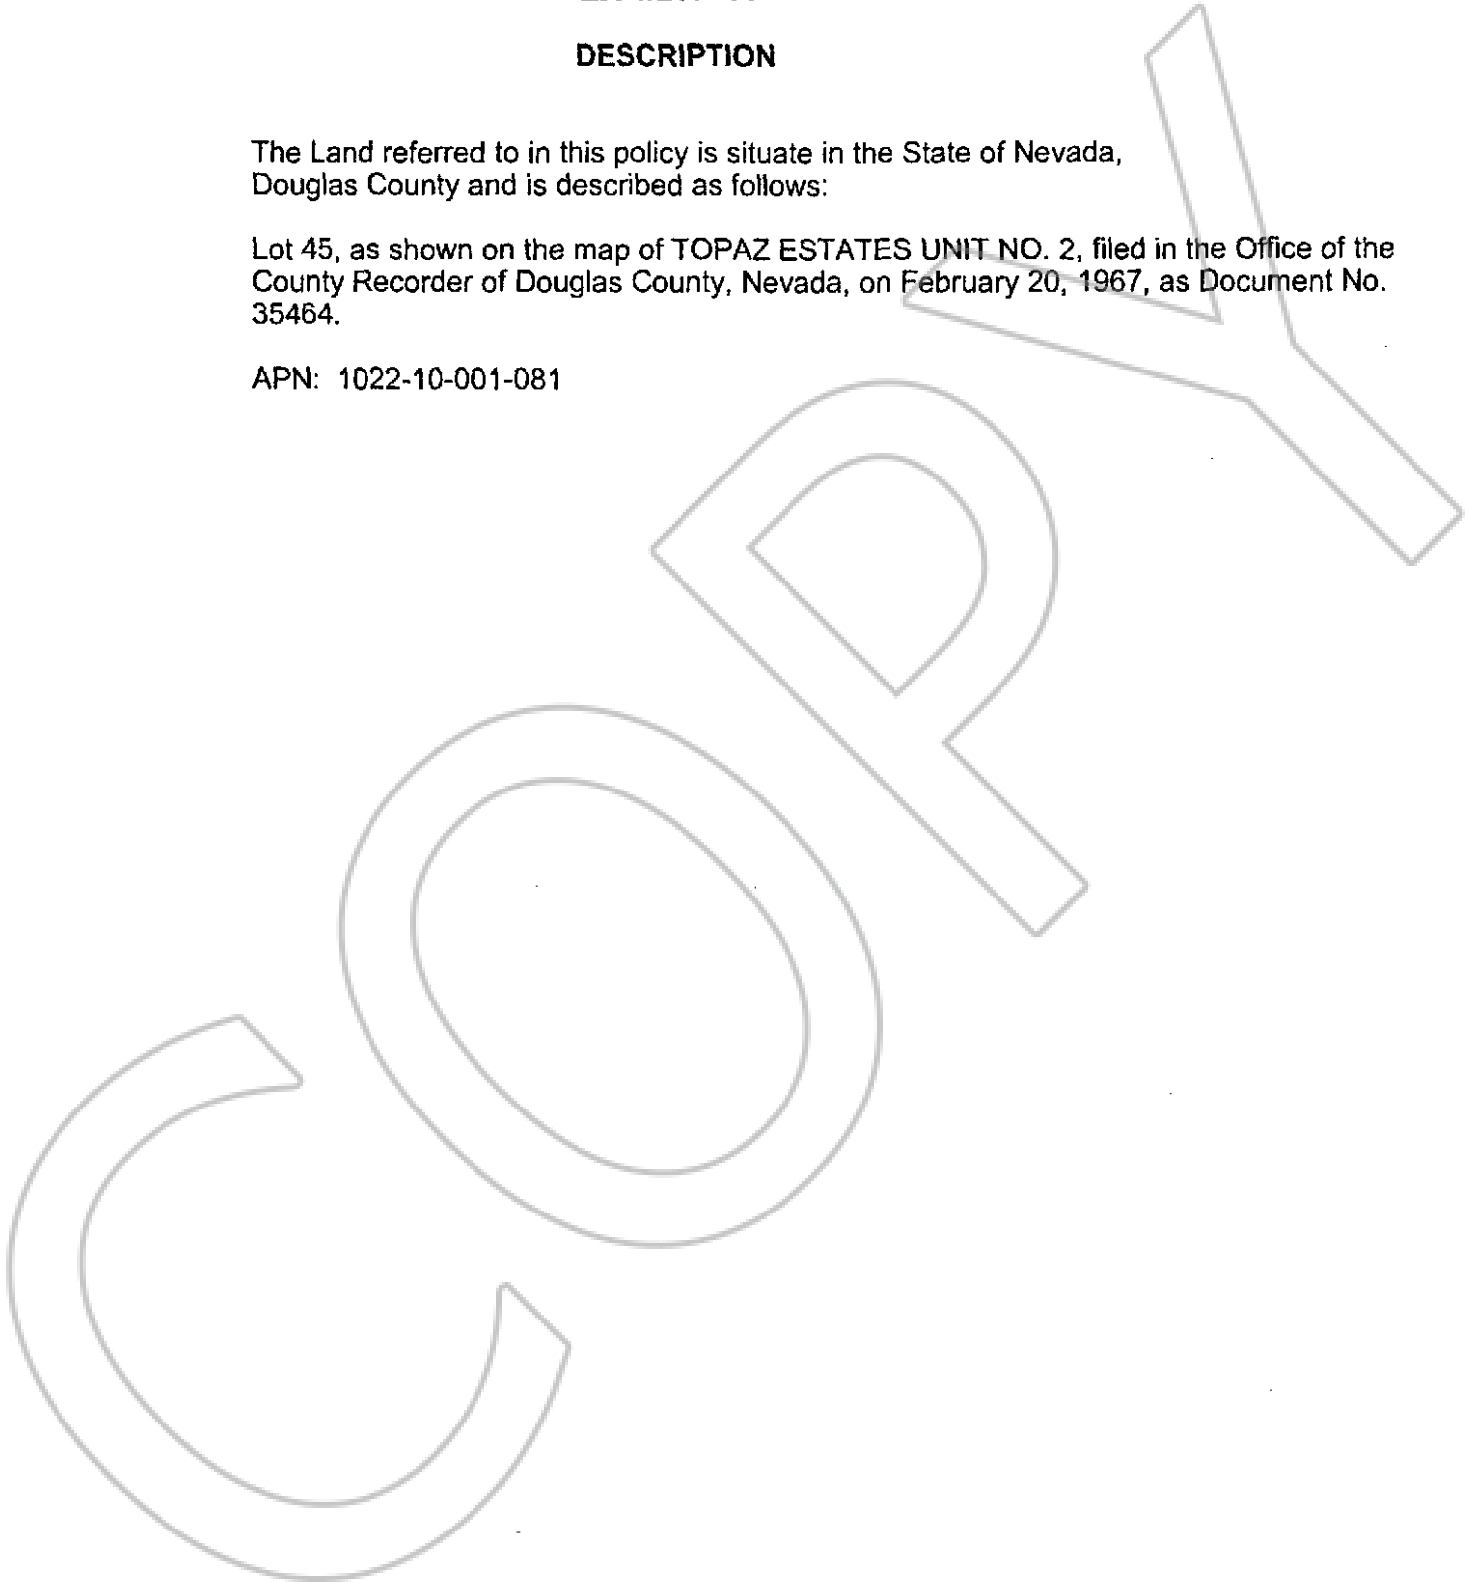 DESCRIPTION
The Land referred to in this policy is situate in the State of Nevada,
Douglas County and is described as follows:
Lot 45, as shown on the map of TOPAZ ESTATES UNIT NO. 2, filed in the Office of the
County Recorder of Douglas County, Nevada, on February 20, 1967, as Document No.
35464.
APN: 1022-10-001-081
COPY